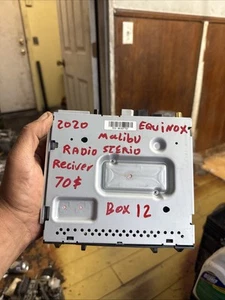 2020 EQUINOX
MALIBU
RADIO STERIO
Reciver
70$
BOX 12